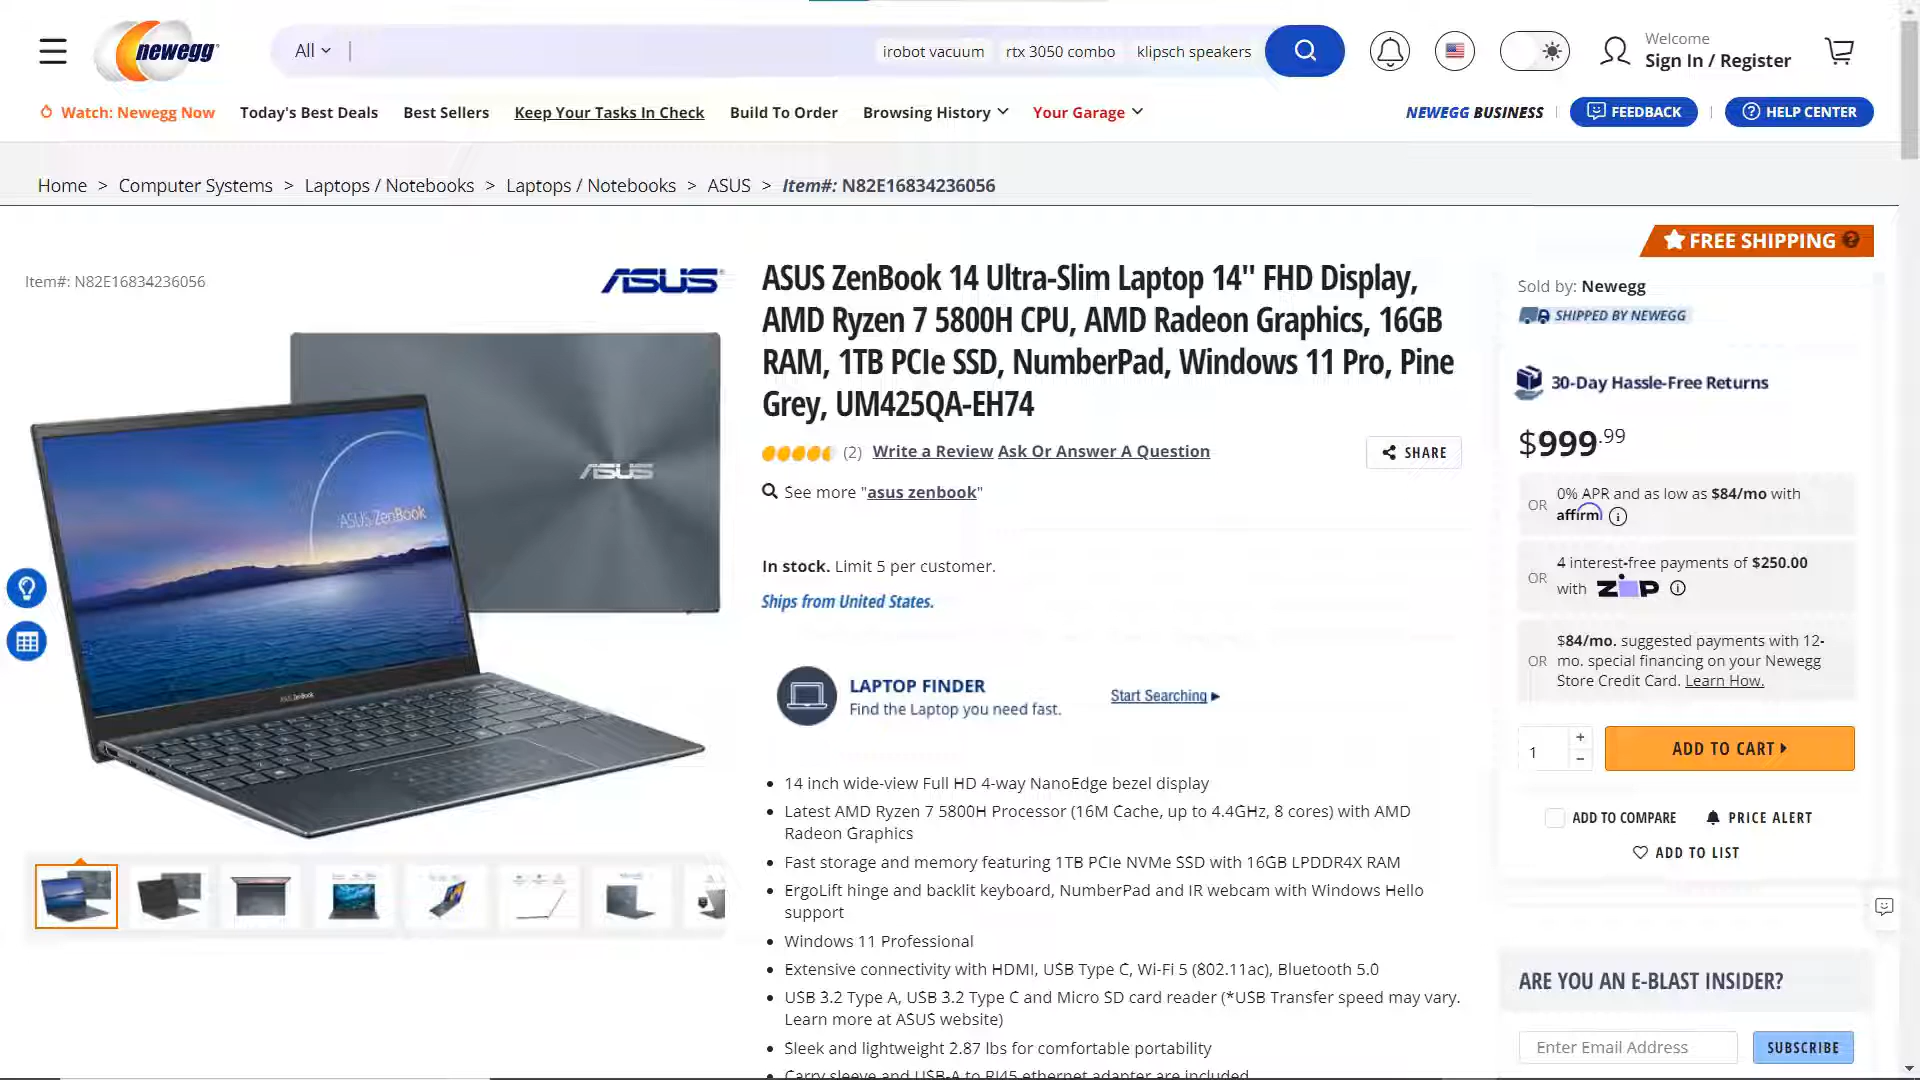 newegg
All
irobot vacuum
rtx 3050 combo
klipsch speakers
Welcome
Sign In / Register
Watch: Newegg Now
Today's Best Deals
Best Sellers
Keep Your Tasks In Check
Build To Order
Browsing History
Your Garage
NEWEGG BUSINESS
FEEDBACK
HELP CENTER
Home > Computer Systems > Laptops / Notebooks > Laptops / Notebooks > ASUS > Item#: N82E16834236056
FREE SHIPPING
Item#: N82E16834236056
ASUS
ASUS
ASUS ZenBook
ASUS ZenBook
ASUS ZenBook 14 Ultra-Slim Laptop 14'' FHD Display,
AMD Ryzen 7 5800H CPU, AMD Radeon Graphics, 16GB
RAM, 1TB PCIe SSD, NumberPad, Windows 11 Pro, Pine
Grey, UM425QA-EH74
(2) Write a Review Ask Or Answer A Question
SHARE
See more "asus zenbook"
In stock. Limit 5 per customer.
Ships from United States.
LAPTOP FINDER
Find the Laptop you need fast.
Start Searching
14 inch wide-view Full HD 4-way NanoEdge bezel display
Latest AMD Ryzen 7 5800H Processor (16M Cache, up to 4.4GHz, 8 cores) with AMD
Radeon Graphics
Fast storage and memory featuring 1TB PCIe NVMe SSD with 16GB LPDDR4X RAM
ErgoLift hinge and backlit keyboard, NumberPad and IR webcam with Windows Hello
support
Windows 11 Professional
Extensive connectivity with HDMI, USB Type C, Wi-Fi 5 (802.11ac), Bluetooth 5.0
USB 3.2 Type A, USB 3.2 Type C and Micro SD card reader (*USB Transfer speed may vary.
Learn more at ASUS website)
Sleek and lightweight 2.87 lbs for comfortable portability
Carry sleeve and USB-A to RJ45 ethernet adapter are included
Sold by: Newegg
SHIPPED BY NEWEGG
30-Day Hassle-Free Returns
$999.99
OR
0% APR and as low as $84/mo with
affirm
OR
4 interest-free payments of $250.00
with ZIP
OR
$84/mo. suggested payments with 12-
mo. special financing on your Newegg
Store Credit Card. Learn How.
1
+
-
ADD TO CART
ADD TO COMPARE
PRICE ALERT
ADD TO LIST
ARE YOU AN E-BLAST INSIDER?
Enter Email Address
SUBSCRIBE